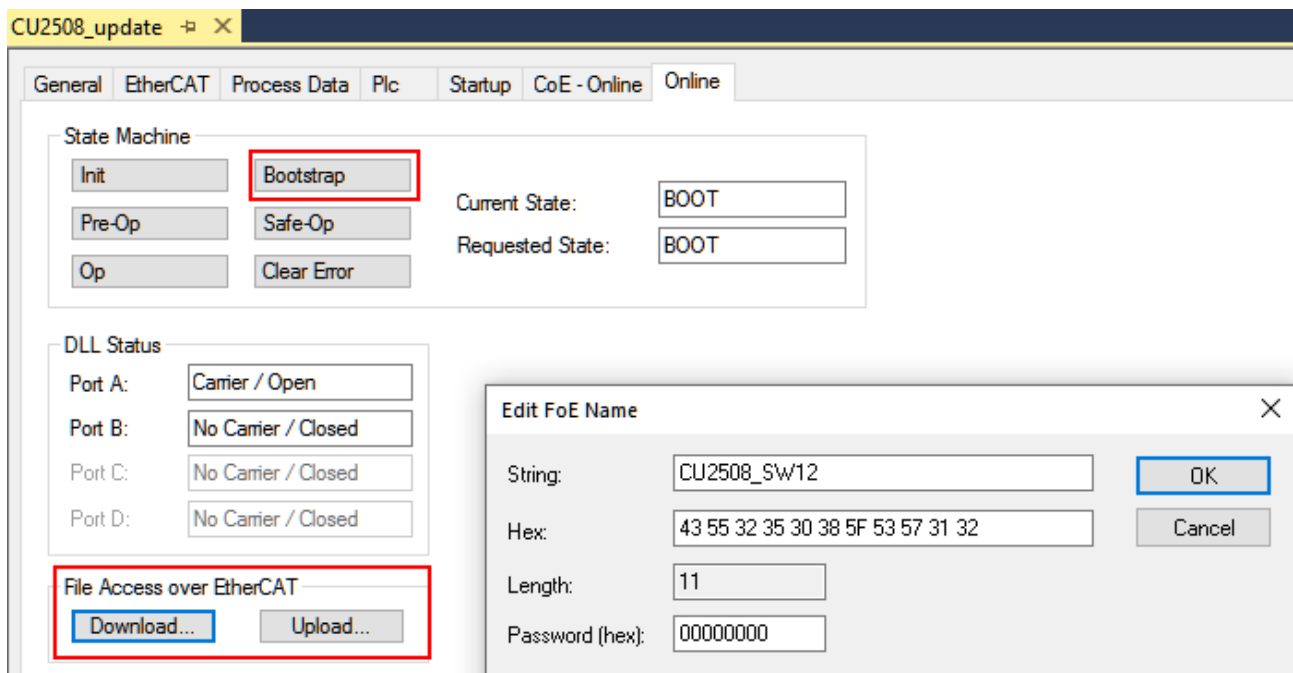 CU2508_update
General EtherCAT Process Data Plc Startup CoE - Online Online
State Machine
Init Bootstrap
Pre-Op Safe-Op
Op Clear Error
Current State: BOOT
Requested State: BOOT
DLL Status
Port A: Carrier / Open
Port B: No Carrier / Closed
Port C: No Carrier / Closed
Port D: No Carrier / Closed
File Access over EtherCAT
Download... Upload...
Edit FoE Name
String: CU2508_SW12 OK
Hex: 43 55 32 35 30 38 5F 53 57 31 32 Cancel
Length: 11
Password (hex): 00000000